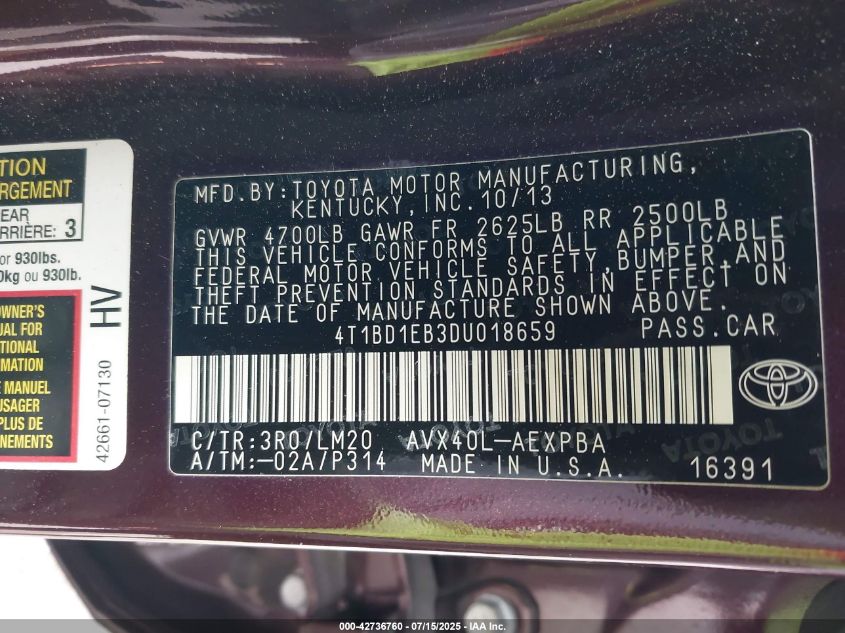 TION
RGEMENT
EAR
RRIÈRE: 3
or 930lbs.
0kg ou 930lb.
OWNER'S
UAL FOR
TIONAL
RMATION
E MANUEL
USAGER
PLUS DE
GNEMENTS
HV
42661-07130
MFD.BY:TOYOTA MOTOR MANUFACTURING,
KENTUCKY,INC.10/13
GVWR 4700LB GAWR FR 2625LB RR 2500LB
THIS VEHICLE CONFORMS TO ALL APPLICABLE
FEDERAL MOTOR VEHICLE SAFETY,BUMPER,AND
THEFT PREVENTION STANDARDS IN EFFECT ON
THE DATE OF MANUFACTURE SHOWN ABOVE.
4T1BD1EB3DU018659 PASS.CAR
C/TR:3R0/LM20 AVX40L-AEXPBA
A/TM:-02A/P314 MADE IN U.S.A. 16391
000-42736760 - 07/15/2025 - IAA Inc.